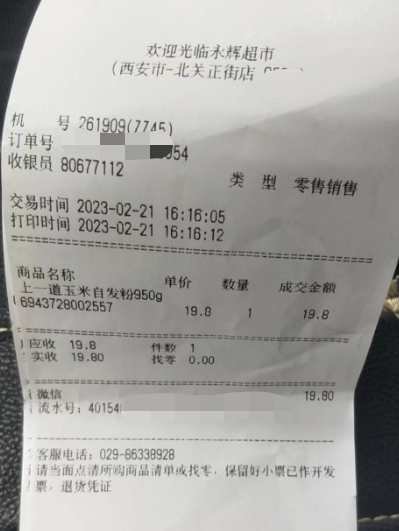 欢迎光临永辉超市
(西安市-北关正街店
机 号 261909(7745)
订单号 054
收银员 80677112
类 型 零售销售
交易时间 2023-02-21 16:16:05
打印时间 2023-02-21 16:16:12
商品名称 单价 数量 成交金额
上一道玉米自发粉950g
6943728002557 19.8 1 19.8
应收 19.8 件数 1
实收 19.80 找零 0.00
微信 19.80
流水号: 40154
客服电话: 029-86338928
请当面点清所购商品清单或找零, 保留好小票已作开发
票, 退货凭证